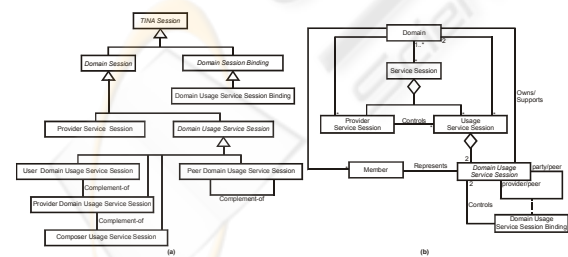 TINA Session
Domain Session
Domain Session Binding
Domain Usage Service Session Binding
Provider Service Session
Domain Usage Service Session
User Domain Usage Service Session
Peer Domain Usage Service Session
Complement-of
Complement-of
Provider Domain Usage Service Session
Complement-of
Composer Usage Service Session
(a)
Domain
1..*
2
*
Service Session
Owns/
Supports
*
*
*
Provider
Service Session
Controls
*
Usage
Service Session
2
*
Member
Represents
Domain Usage
Service Session
party/peer
provider/peer
2
Controls
Domain Usage
Service Session Binding
(b)